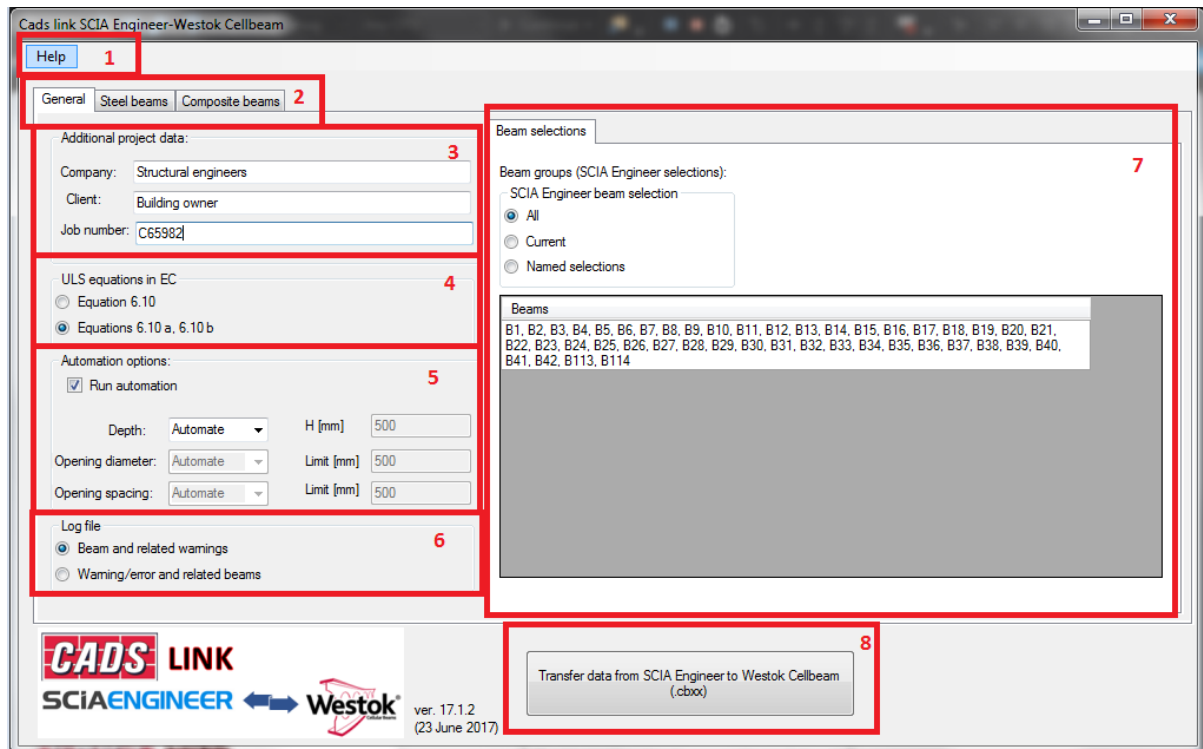 Cads link SCIA Engineer-Westok Cellbeam
Help
1
General
Steel beams
Composite beams
2
Additional project data:
3
Company:
Structural engineers
Client:
Building owner
Job number:
C65982
ULS equations in EC
4
Equation 6.10
Equations 6.10 a, 6.10 b
Automation options:
5
Run automation
Depth:
Automate
H [mm]
500
Opening diameter:
Automate
Limit [mm]
500
Opening spacing:
Automate
Limit [mm]
500
Log file
6
Beam and related warnings
Warning/error and related beams
Beam selections
7
Beam groups (SCIA Engineer selections):
SCIA Engineer beam selection
All
Current
Named selections
Beams
B1, B2, B3, B4, B5, B6, B7, B8, B9, B10, B11, B12, B13, B14, B15, B16, B17, B18, B19, B20, B21,
B22, B23, B24, B25, B26, B27, B28, B29, B30, B31, B32, B33, B34, B35, B36, B37, B38, B39, B40,
B41, B42, B113, B114
CADS LINK
SCiAENGINEER
Westok
Cellular Beams
ver. 17.1.2
(23 June 2017)
8
Transfer data from SCIA Engineer to Westok Cellbeam
(.cbxx)